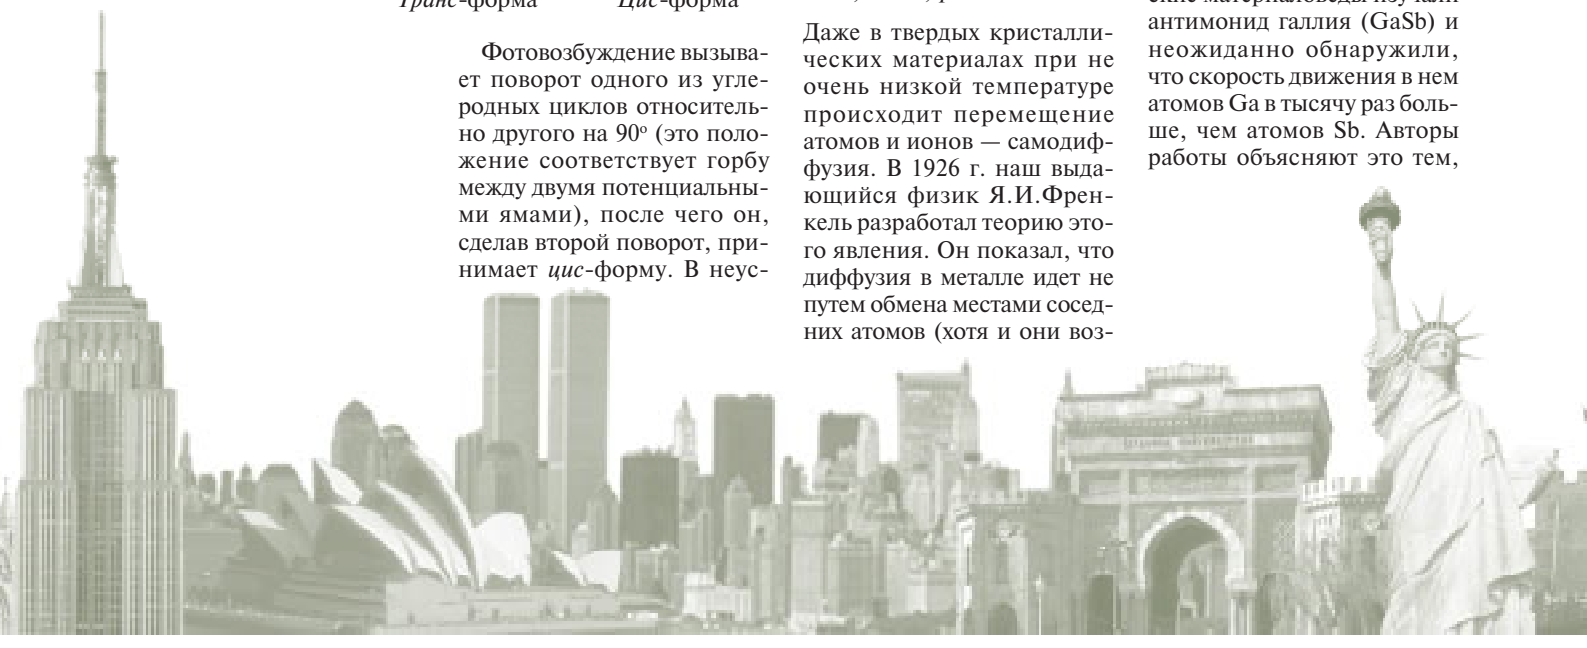 Транс-форма Цис-форма
Фотовозбуждение вызыва-
ет поворот одного из угле-
родных циклов относитель-
но другого на 90° (это поло-
жение соответствует горбу
между двумя потенциальны-
ми ямами), после чего он,
сделав второй поворот, при-
нимает цис-форму. В неус-
Даже в твердых кристалли-
ческих материалах при не
очень низкой температуре
происходит перемещение
атомов и ионов — самодиф-
фузия. В 1926 г. наш выда-
ющийся физик Я.И.Френ-
кель разработал теорию это-
го явления. Он показал, что
диффузия в металле идет не
путем обмена местами сосед-
них атомов (хотя и они воз-
ские материаловеды изучали
антимонид галлия (GaSb) и
неожиданно обнаружили,
что скорость движения в нем
атомов Ga в тысячу раз боль-
ше, чем атомов Sb. Авторы
работы объясняют это тем,